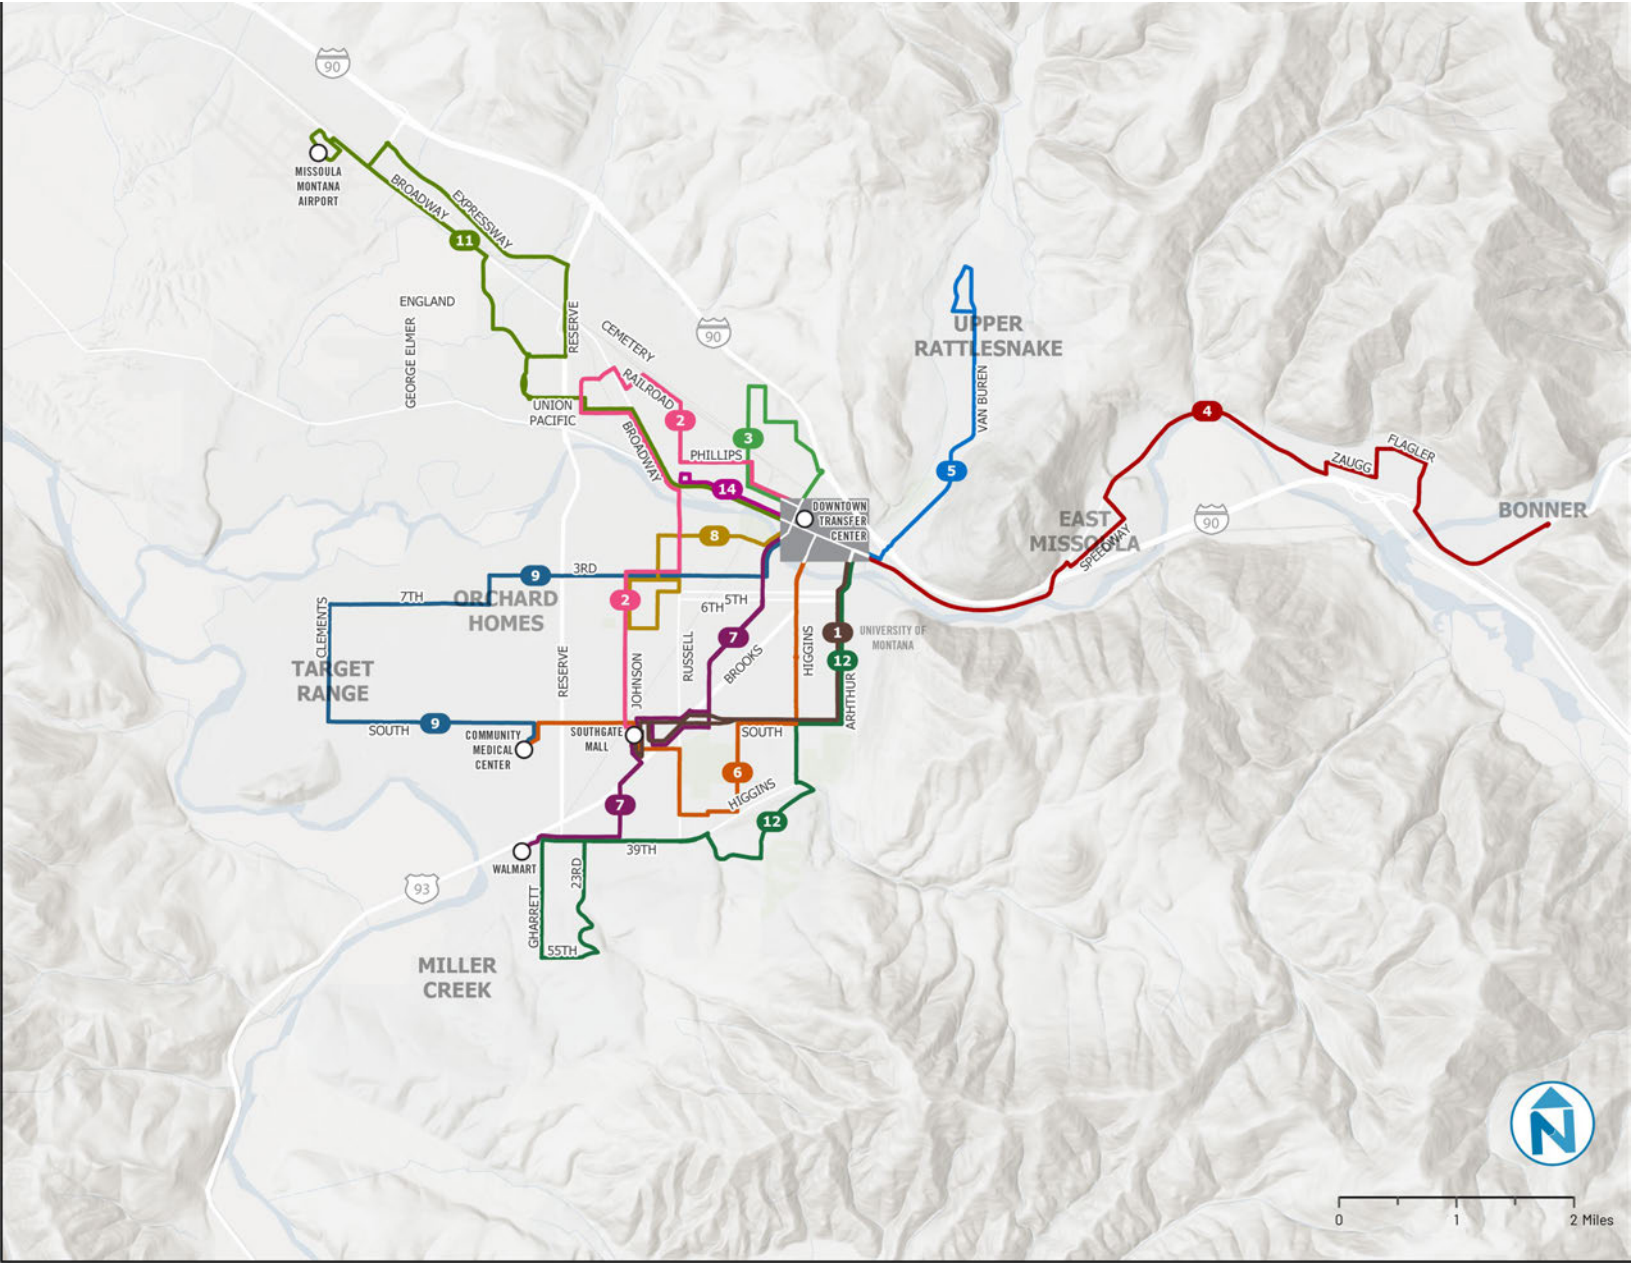 90
MISSOULA
MONTANA
AIRPORT
BROADWAY
EXPRESSWAY
11
ENGLAND
GEORGE ELMER
RESERVE
CEMETERY
90
UPPER
RATTLESNAKE
RAILROAD
UNION
PACIFIC
2
BROADWAY
3
PHILLIPS
VAN BUREN
5
4
ZAUGG
FLAGLER
14
DOWNTOWN
TRANSFER
CENTER
BONNER
EAST
MISSOULA
SPEEDWAY
90
8
9
3RD
7TH
ORCHARD
HOMES
2
6TH
5TH
CLEMENTS
TARGET
RANGE
RESERVE
JOHNSON
RUSSELL
7
BROOKS
HIGGINS
1
UNIVERSITY OF
MONTANA
12
ARHTHUR
9
SOUTH
COMMUNITY
MEDICAL
CENTER
SOUTHGATE
MALL
SOUTH
6
HIGGINS
7
12
39TH
WALMART
93
23RD
GHARRETT
55TH
MILLER
CREEK
N
0
1
2 Miles